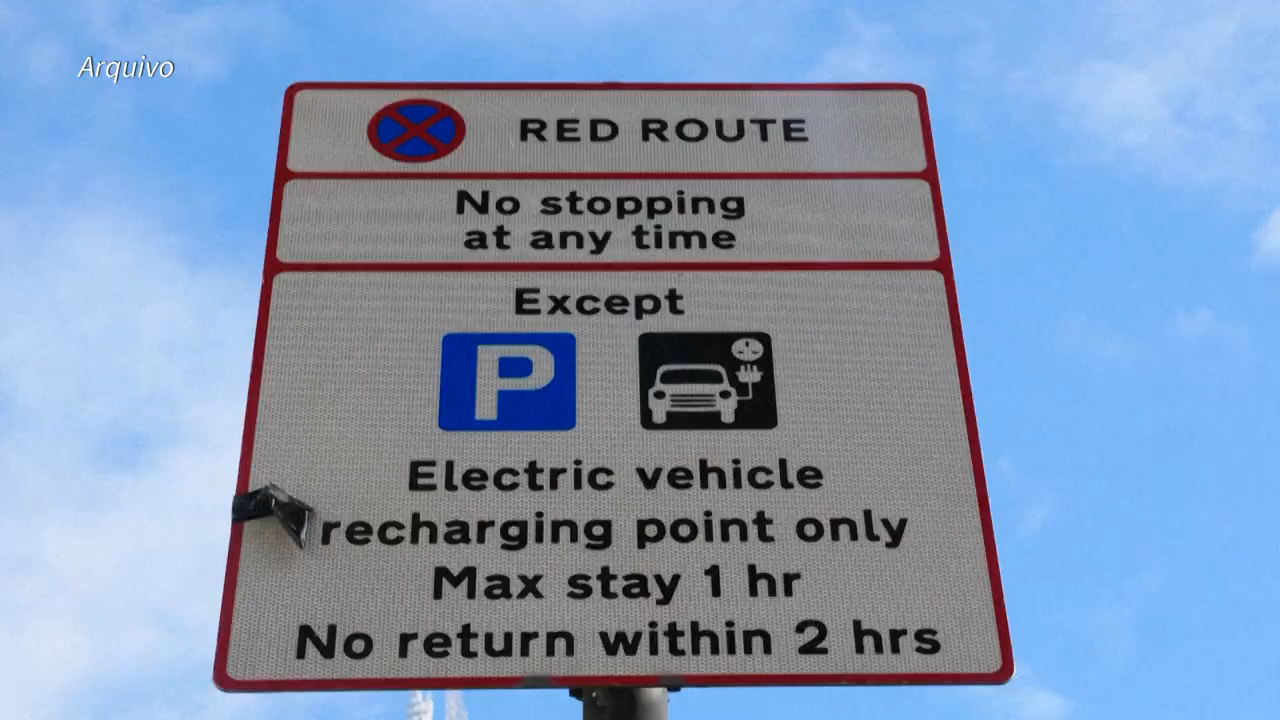 Arquivo
RED ROUTE
No stopping
at any time
Except
P
Electric vehicle
recharging point only
Max stay 1 hr
No return within 2 hrs